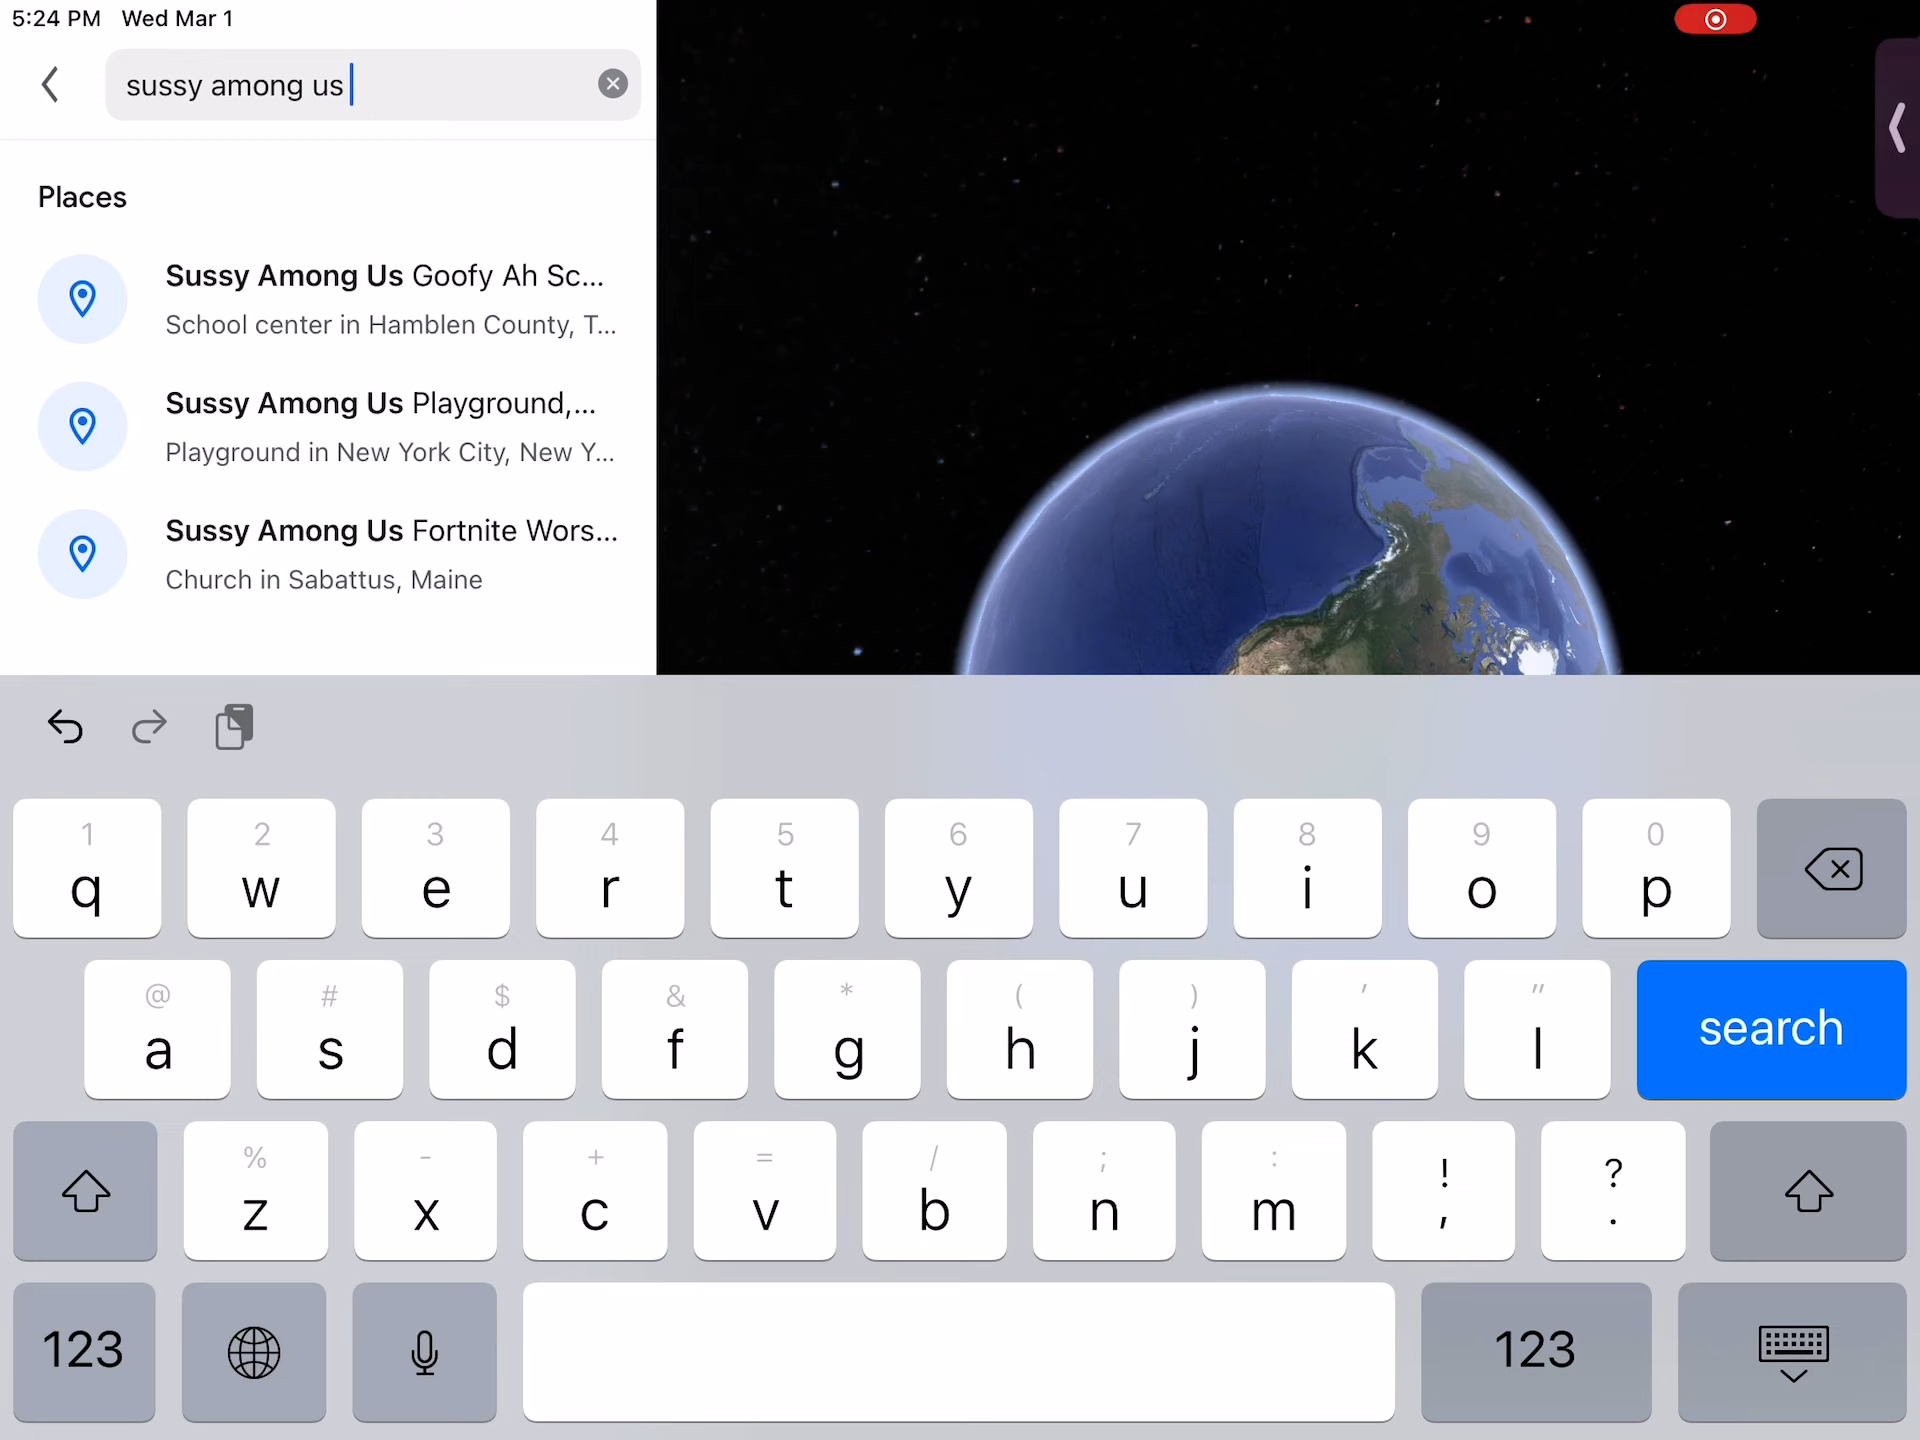 5:24 PM Wed Mar 1
sussy among us
Places
Sussy Among Us Goofy Ah Sc...
School center in Hamblen County, T...
Sussy Among Us Playground,...
Playground in New York City, New Y...
Sussy Among Us Fortnite Wors...
Church in Sabattus, Maine
1 2 3 4 5 6 7 8 9 0
q w e r t y u i o p
@ # $ & * ( ) ' "
a s d f g h j k l search
% - + = / ; : ! ?
z x c v b n m , .
123 123